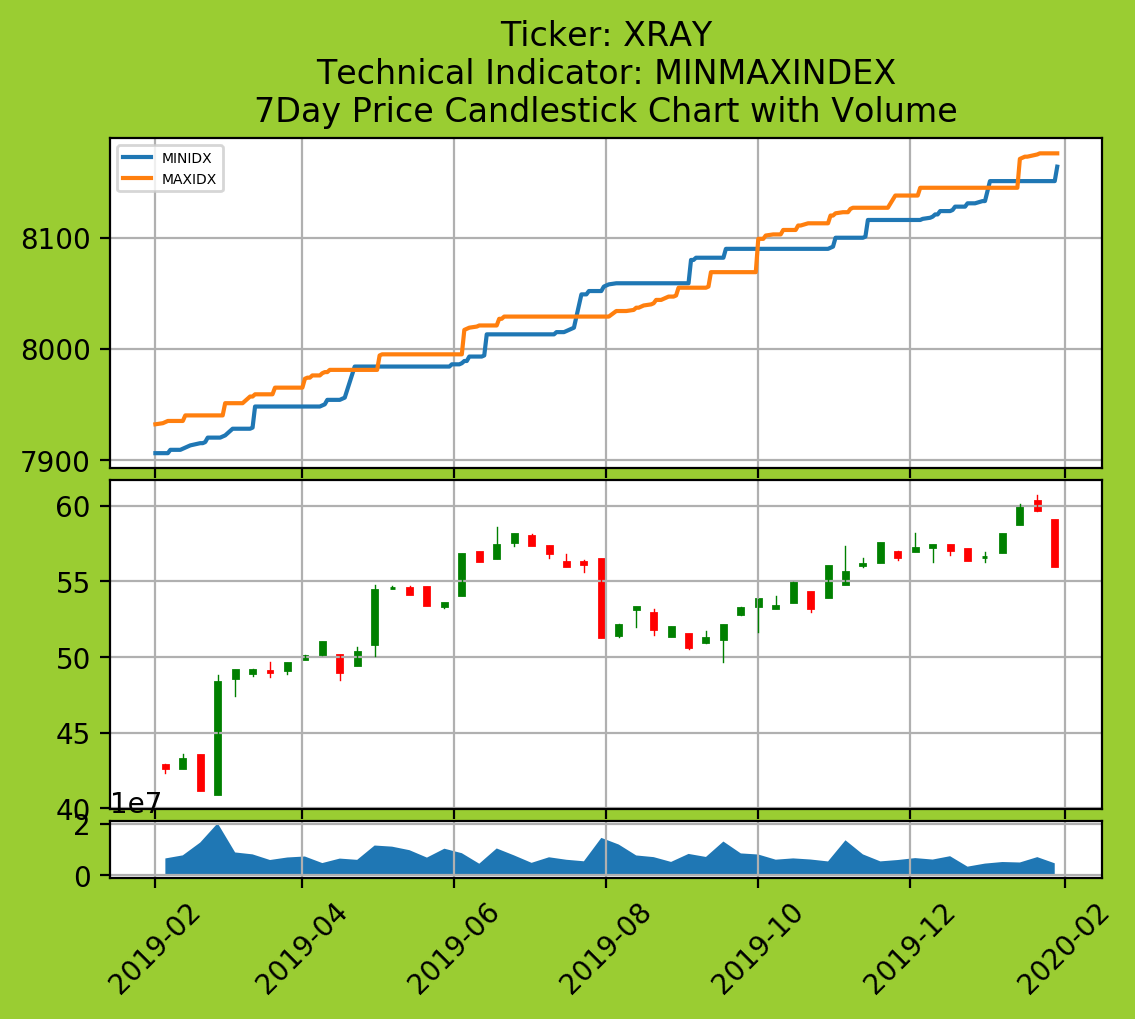 Ticker: XRAY
Technical Indicator: MINMAXINDEX
7Day Price Candlestick Chart with Volume
MINIDX
MAXIDX
8100
8000
7900
60
55
50
45
40
1e7
2
0
2019-02
2019-04
2019-06
2019-08
2019-10
2019-12
2020-02